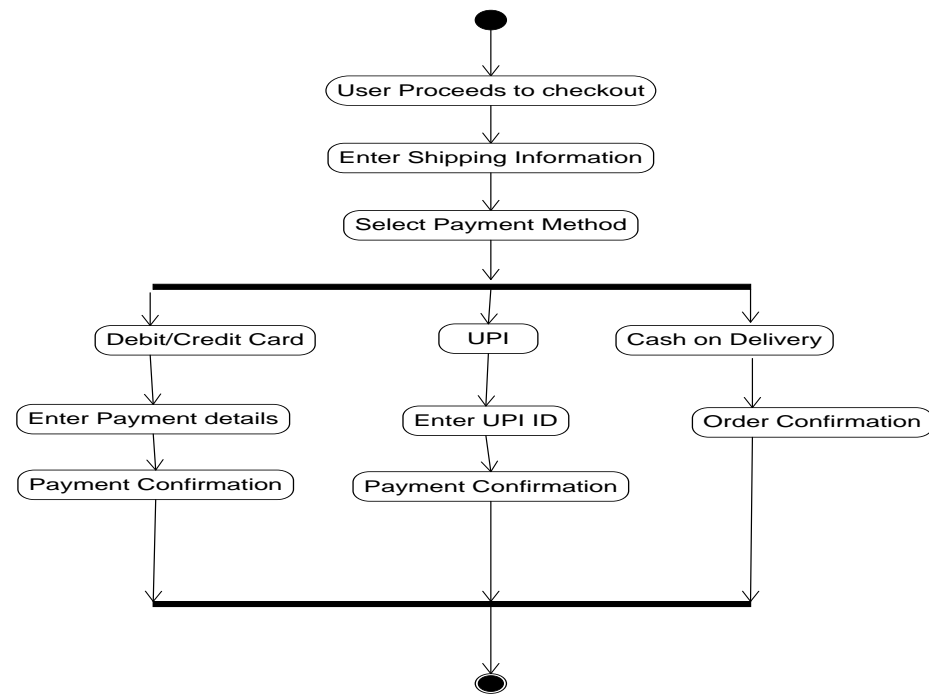 User Proceeds to checkout
Enter Shipping Information
Select Payment Method
Debit/Credit Card
UPI
Cash on Delivery
Enter Payment details
Enter UPI ID
Order Confirmation
Payment Confirmation
Payment Confirmation